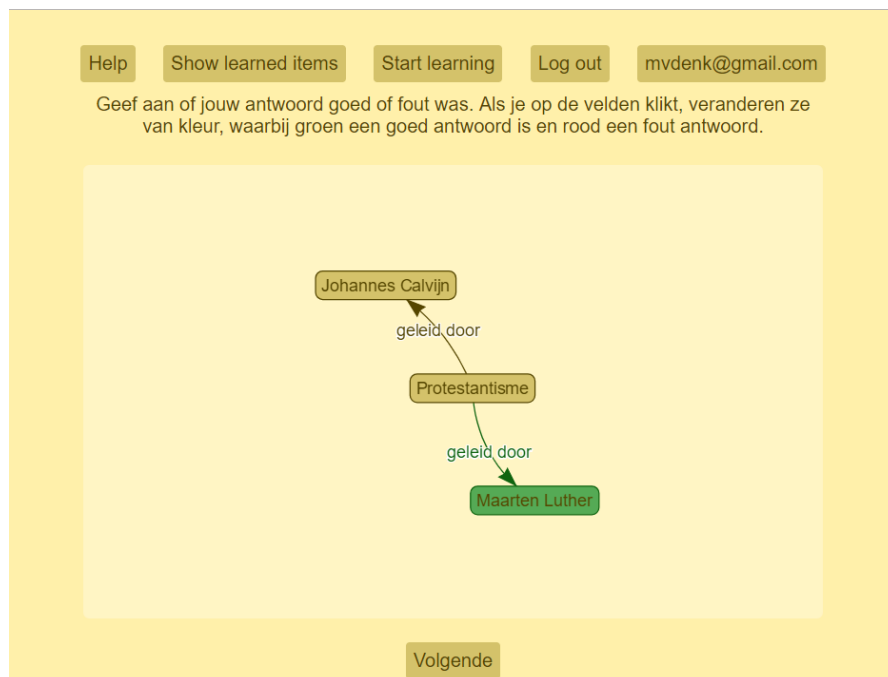 Help Show learned items Start learning Log out mvdenk@gmail.com
Geef aan of jouw antwoord goed of fout was. Als je op de velden klikt, veranderen ze
van kleur, waarbij groen een goed antwoord is en rood een fout antwoord.
Johannes Calvijn
geleid door
Protestantisme
geleid door
Maarten Luther
Volgende